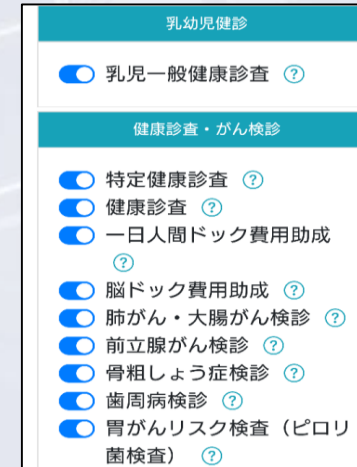 乳幼児健診
乳児一般健康診査 ?
健康診査・がん検診
特定健康診査 ?
健康診査 ?
一日人間ドック費用助成
?
脳ドック費用助成 ?
肺がん・大腸がん検診 ?
前立腺がん検診 ?
骨粗しょう症検診 ?
歯周病検診 ?
胃がんリスク検査（ピロリ
菌検査） ?